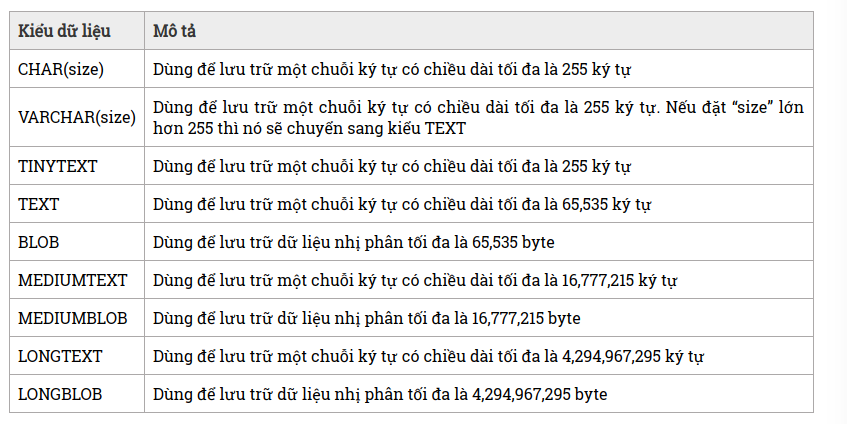 Kiểu dữ liệu Mô tả
CHAR(size) Dùng để lưu trữ một chuỗi ký tự có chiều dài tối đa là 255 ký tự
VARCHAR(size) Dùng để lưu trữ một chuỗi ký tự có chiều dài tối đa là 255 ký tự. Nếu đặt “size” lớn
hơn 255 thì nó sẽ chuyển sang kiểu TEXT
TINYTEXT Dùng để lưu trữ một chuỗi ký tự có chiều dài tối đa là 255 ký tự
TEXT Dùng để lưu trữ một chuỗi ký tự có chiều dài tối đa là 65,535 ký tự
BLOB Dùng để lưu trữ dữ liệu nhị phân tối đa là 65,535 byte
MEDIUMTEXT Dùng để lưu trữ một chuỗi ký tự có chiều dài tối đa là 16,777,215 ký tự
MEDIUMBLOB Dùng để lưu trữ dữ liệu nhị phân tối đa là 16,777,215 byte
LONGTEXT Dùng để lưu trữ một chuỗi ký tự có chiều dài tối đa là 4,294,967,295 ký tự
LONGBLOB Dùng để lưu trữ dữ liệu nhị phân tối đa là 4,294,967,295 byte